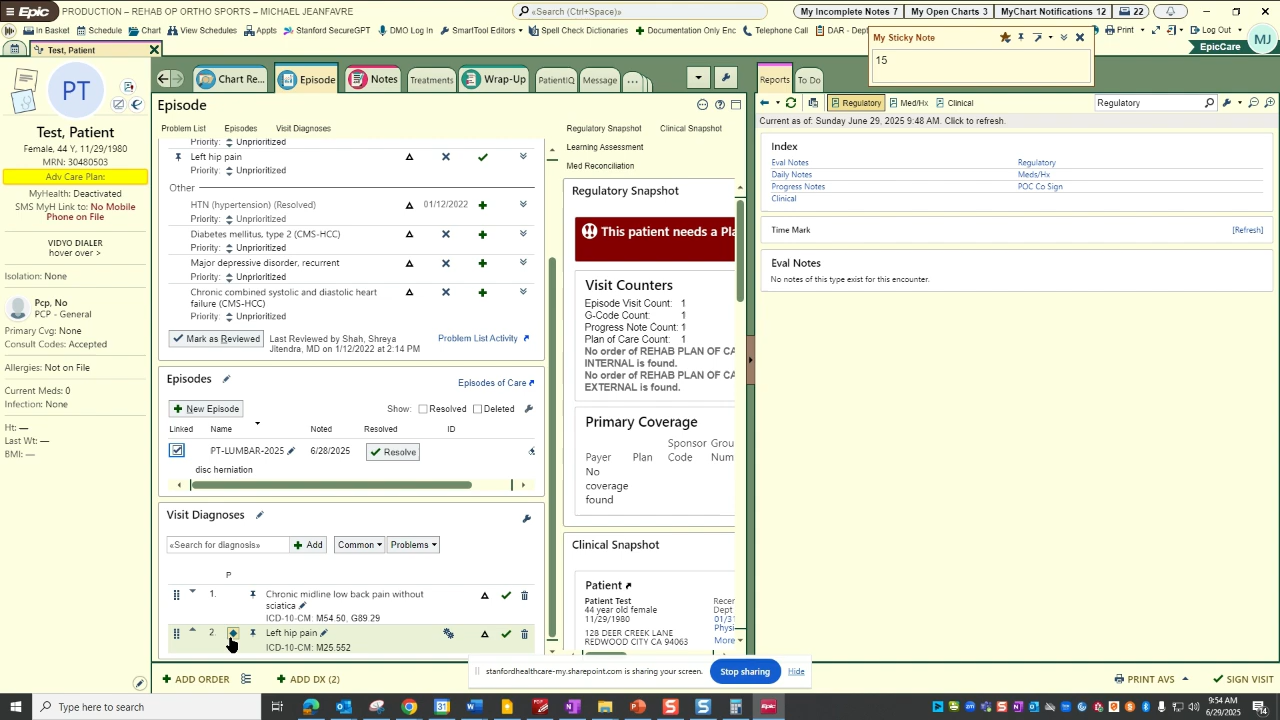 Epic
PRODUCTION – REHAB OP ORTHO SPORTS – MICHAEL JEANFAVRE
«Search (Ctrl+Space)»
My Incomplete Notes 7
My Open Charts 3
MyChart Notifications 12
22
In Basket
Schedule
Chart
View Schedules
Appts
Stanford SecureGPT
DMO Log In
SmartTool Editors
Spell Check Dictionaries
Documentation Only Enc
Telephone Call
DAR - Dep
Print
Log Out
My Sticky Note
15
EpicCare
MJ
Test, Patient
PT
Test, Patient
Female, 44 Y, 11/29/1980
MRN: 30480503
Adv Care Plan:
MyHealth: Deactivated
SMS MyH Link to: No Mobile
Phone on File
VIDYO DIALER
hover over >
Isolation: None
Pcp, No
PCP - General
Primary Cvg: None
Consult Codes: Accepted
Allergies: Not on File
Current Meds: 0
Infection: None
Ht: —
Last Wt: —
BMI: —
Chart Re...
Episode
Notes
Treatments
Wrap-Up
PatientIQ
Message
...
Episode
Problem List
Episodes
Visit Diagnoses
Priority: Unprioritized
Left hip pain
Priority: Unprioritized
Other
HTN (hypertension) (Resolved)
01/12/2022
Priority: Unprioritized
Diabetes mellitus, type 2 (CMS-HCC)
Priority: Unprioritized
Major depressive disorder, recurrent
Priority: Unprioritized
Chronic combined systolic and diastolic heart
failure (CMS-HCC)
Priority: Unprioritized
Mark as Reviewed
Last Reviewed by Shah, Shreya
Jitendra, MD on 1/12/2022 at 2:14 PM
Problem List Activity
Episodes
Episodes of Care
New Episode
Show:
Resolved
Deleted
Linked
Name
Noted
Resolved
ID
PT-LUMBAR-2025
6/28/2025
Resolve
disc herniation
Visit Diagnoses
«Search for diagnosis»
Add
Common
Problems
P
1.
Chronic midline low back pain without
sciatica
ICD-10-CM: M54.50, G89.29
2.
Left hip pain
ICD-10-CM: M25.552
Regulatory Snapshot
Clinical Snapshot
Learning Assessment
Med Reconciliation
Regulatory Snapshot
This patient needs a Pla
Visit Counters
Episode Visit Count: 1
G-Code Count: 1
Progress Note Count: 1
Plan of Care Count: 1
No order of REHAB PLAN OF CA
INTERNAL is found.
No order of REHAB PLAN OF CA
EXTERNAL is found.
Primary Coverage
Sponsor Grou
Payer Plan Code Num
No
coverage
found
Clinical Snapshot
Patient
Patient Test
44 year old female
11/29/1980
128 DEER CREEK LANE
REDWOOD CITY CA 94063
Recen
Dept
01/31
Physi
More
Reports
To Do
Regulatory
Med/Hx
Clinical
Regulatory
Current as of: Sunday June 29, 2025 9:48 AM. Click to refresh.
Index
Eval Notes
Regulatory
Daily Notes
Meds/Hx
Progress Notes
POC Co Sign
Clinical
Time Mark
[Refresh]
Eval Notes
No notes of this type exist for this encounter.
ADD ORDER
ADD DX (2)
PRINT AVS
SIGN VISIT
stanfordhealthcare-my.sharepoint.com is sharing your screen.
Stop sharing
Hide
Type here to search
9:54 AM
6/29/2025